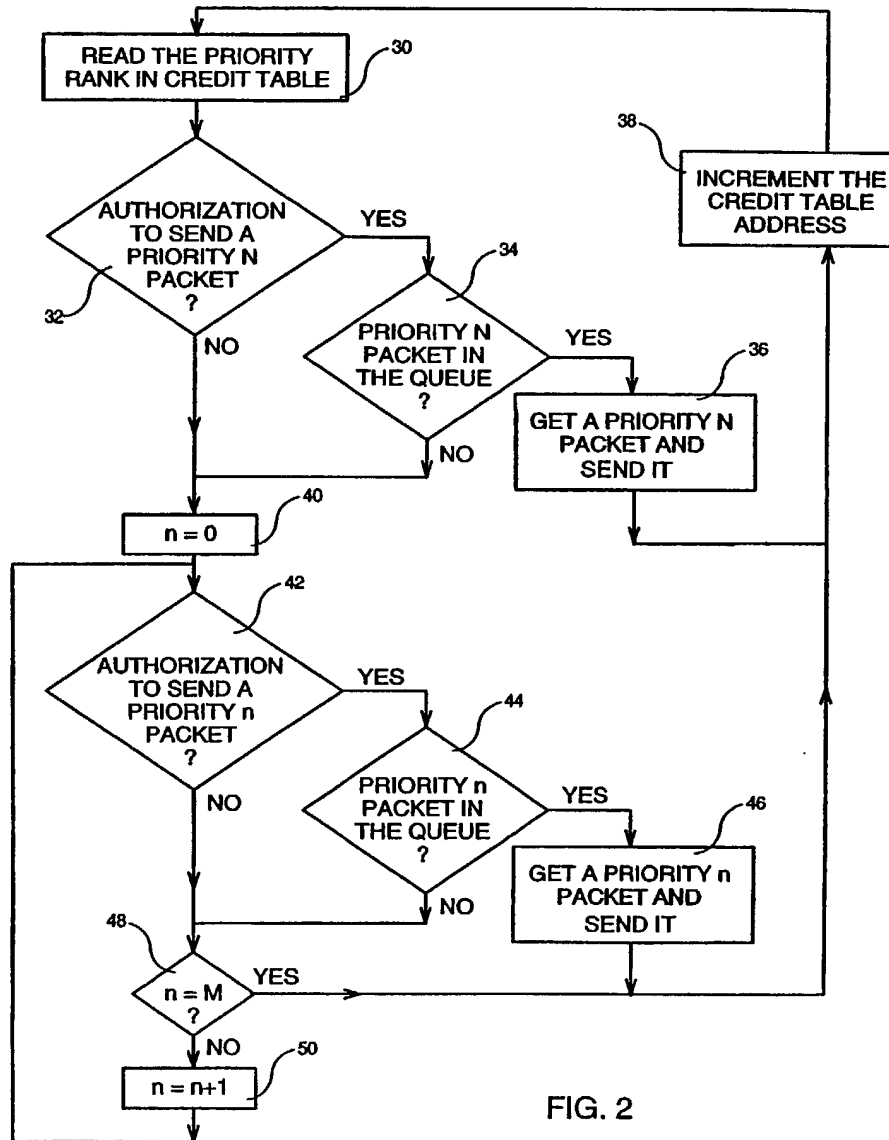 READ THE PRIORITY
RANK IN CREDIT TABLE
30
38
INCREMENT THE
CREDIT TABLE
ADDRESS
AUTHORIZATION
TO SEND A
PRIORITY N
PACKET
?
32
YES
NO
34
PRIORITY N
PACKET IN
THE QUEUE
?
YES
NO
36
GET A PRIORITY N
PACKET AND
SEND IT
40
n = 0
42
AUTHORIZATION
TO SEND A
PRIORITY n
PACKET
?
YES
NO
44
PRIORITY n
PACKET IN
THE QUEUE
?
YES
NO
46
GET A PRIORITY n
PACKET AND
SEND IT
48
n = M
?
YES
NO
50
n = n+1
FIG. 2